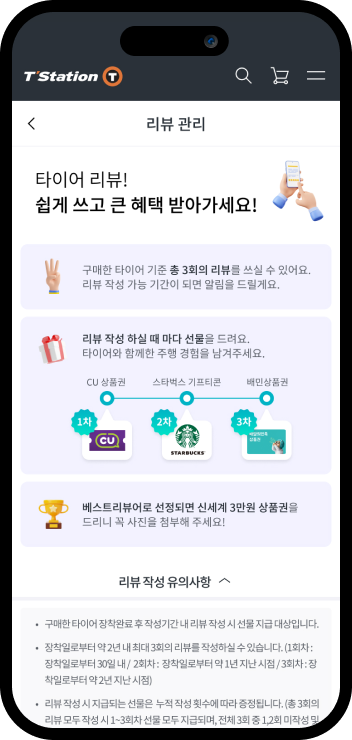 T'Station T
리뷰 관리
타이어 리뷰!
쉽게 쓰고 큰 혜택 받아가세요!
구매한 타이어 기준 총 3회의 리뷰를 쓰실 수 있어요.
리뷰 작성 가능 기간이 되면 알림을 드릴게요.
리뷰 작성 하실 때 마다 선물을 드려요.
타이어와 함께한 주행 경험을 남겨주세요.
CU 상품권 스타벅스 기프티콘 배민상품권
1차 2차 3차
CU
STARBUCKS
베스트리뷰어로 선정되면 신세계 3만원 상품권을
드리니 꼭 사진을 첨부해 주세요!
리뷰 작성 유의사항
• 구매한 타이어 장착완료 후 작성기간 내 리뷰 작성 시 선물 지급 대상입니다.
• 장착일로부터 약 2년 내 최대 3회의 리뷰를 작성하실 수 있습니다. (1회차 :
장착일로부터 30일 내 / 2회차 : 장착일로부터 약 1년 지난 시점 / 3회차 : 장
착일로부터 약 2년 지난 시점)
• 리뷰 작성 시 지급되는 선물은 누적 작성 횟수에 따라 증정됩니다. (총 3회의
리뷰 모두 작성 시 1~3회차 선물 모두 지급되며, 전체 3회 중 1,2회 미작성 및